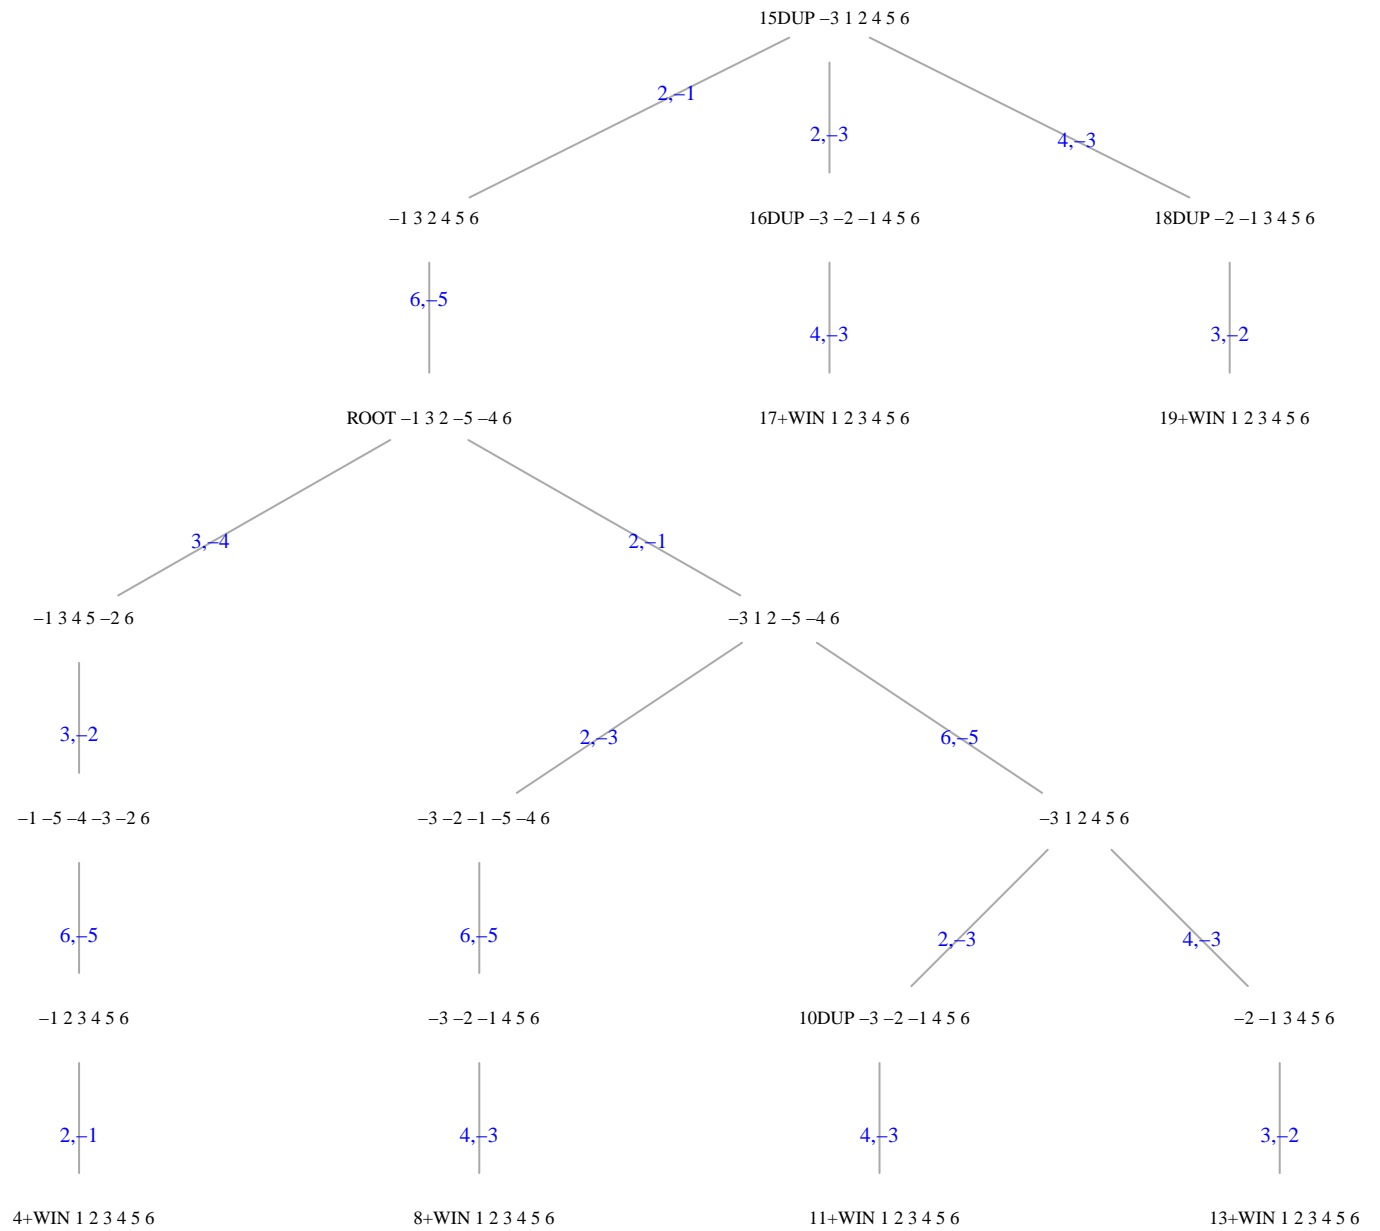 15DUP –3 1 2 4 5 6
2,–1
2,–3
4,–3
–1 3 2 4 5 6
16DUP –3 –2 –1 4 5 6
18DUP –2 –1 3 4 5 6
6,–5
4,–3
3,–2
ROOT –1 3 2 –5 –4 6
17+WIN 1 2 3 4 5 6
19+WIN 1 2 3 4 5 6
3,–4
2,–1
–1 3 4 5 –2 6
–3 1 2 –5 –4 6
3,–2
2,–3
6,–5
–1 –5 –4 –3 –2 6
–3 –2 –1 –5 –4 6
–3 1 2 4 5 6
6,–5
6,–5
2,–3
4,–3
–1 2 3 4 5 6
–3 –2 –1 4 5 6
10DUP –3 –2 –1 4 5 6
–2 –1 3 4 5 6
2,–1
4,–3
4,–3
3,–2
4+WIN 1 2 3 4 5 6
8+WIN 1 2 3 4 5 6
11+WIN 1 2 3 4 5 6
13+WIN 1 2 3 4 5 6